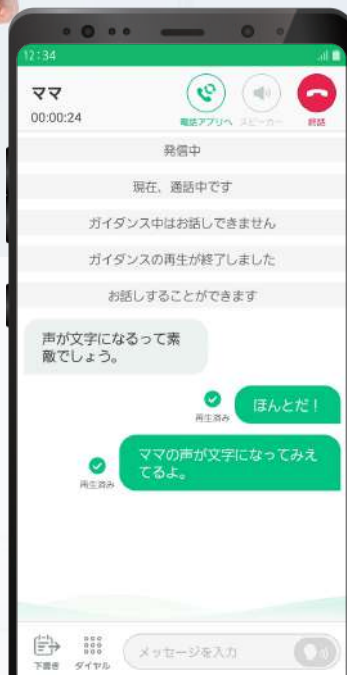 12:34
ママ
00:00:24
電話アプリへ
スピーカー
終話
発信中
現在、通話中です
ガイダンス中はお話しできません
ガイダンスの再生が終了しました
お話しすることができます
声が文字になるって素
敵でしょう。
ほんとだ！
再生済み
ママの声が文字になってみえ
てるよ。
再生済み
下書き
ダイヤル
メッセージを入力